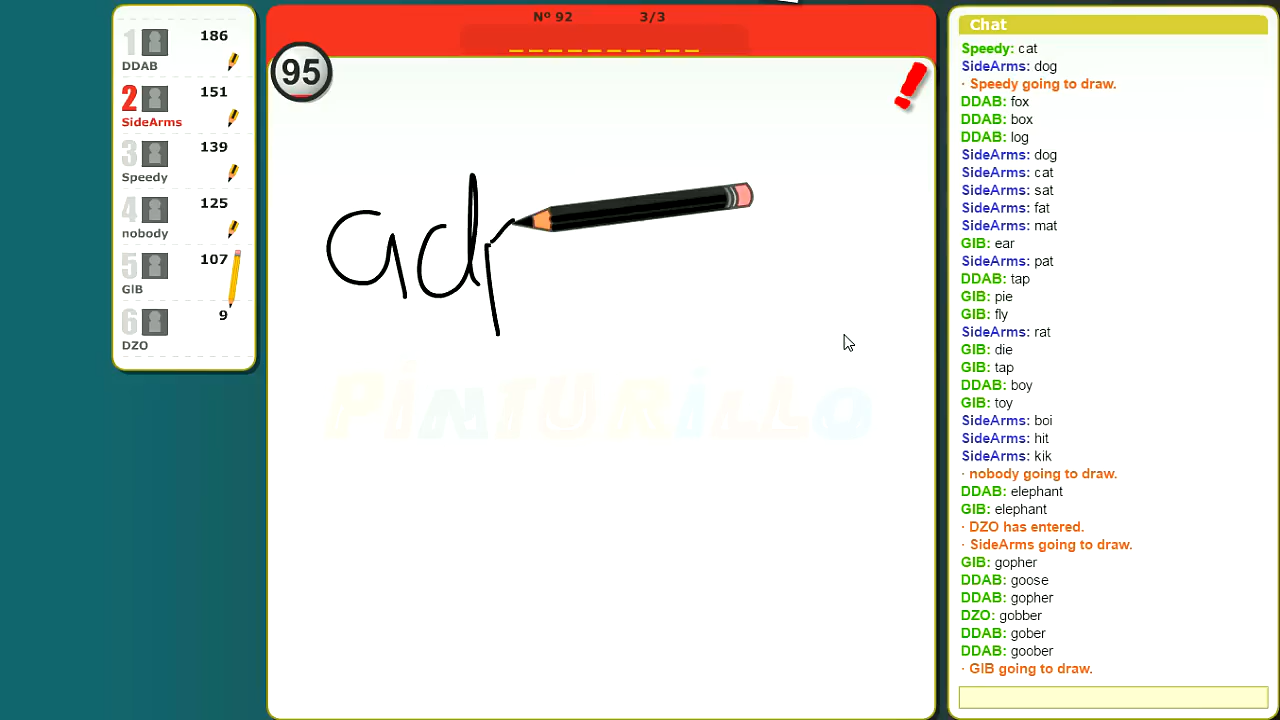 Nº 92 3/3
_ _ _ _ _ _ _ _ _ _
95
1 186
DDAB
2 151
SideArms
3 139
Speedy
4 125
nobody
5 107
GIB
6 9
DZO
adr
PINTURILLO
Chat
Speedy: cat
SideArms: dog
· Speedy going to draw.
DDAB: fox
DDAB: box
DDAB: log
SideArms: dog
SideArms: cat
SideArms: sat
SideArms: fat
SideArms: mat
GIB: ear
SideArms: pat
DDAB: tap
GIB: pie
GIB: fly
SideArms: rat
GIB: die
GIB: tap
DDAB: boy
GIB: toy
SideArms: boi
SideArms: hit
SideArms: kik
· nobody going to draw.
DDAB: elephant
GIB: elephant
· DZO has entered.
· SideArms going to draw.
GIB: gopher
DDAB: goose
DDAB: gopher
DZO: gobber
DDAB: gober
DDAB: goober
· GIB going to draw.